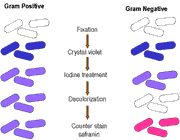 Gram Positive
Gram Negative
Fixation
Crystal violet
Iodine treatment
Decolorization
Counter stain
safranin